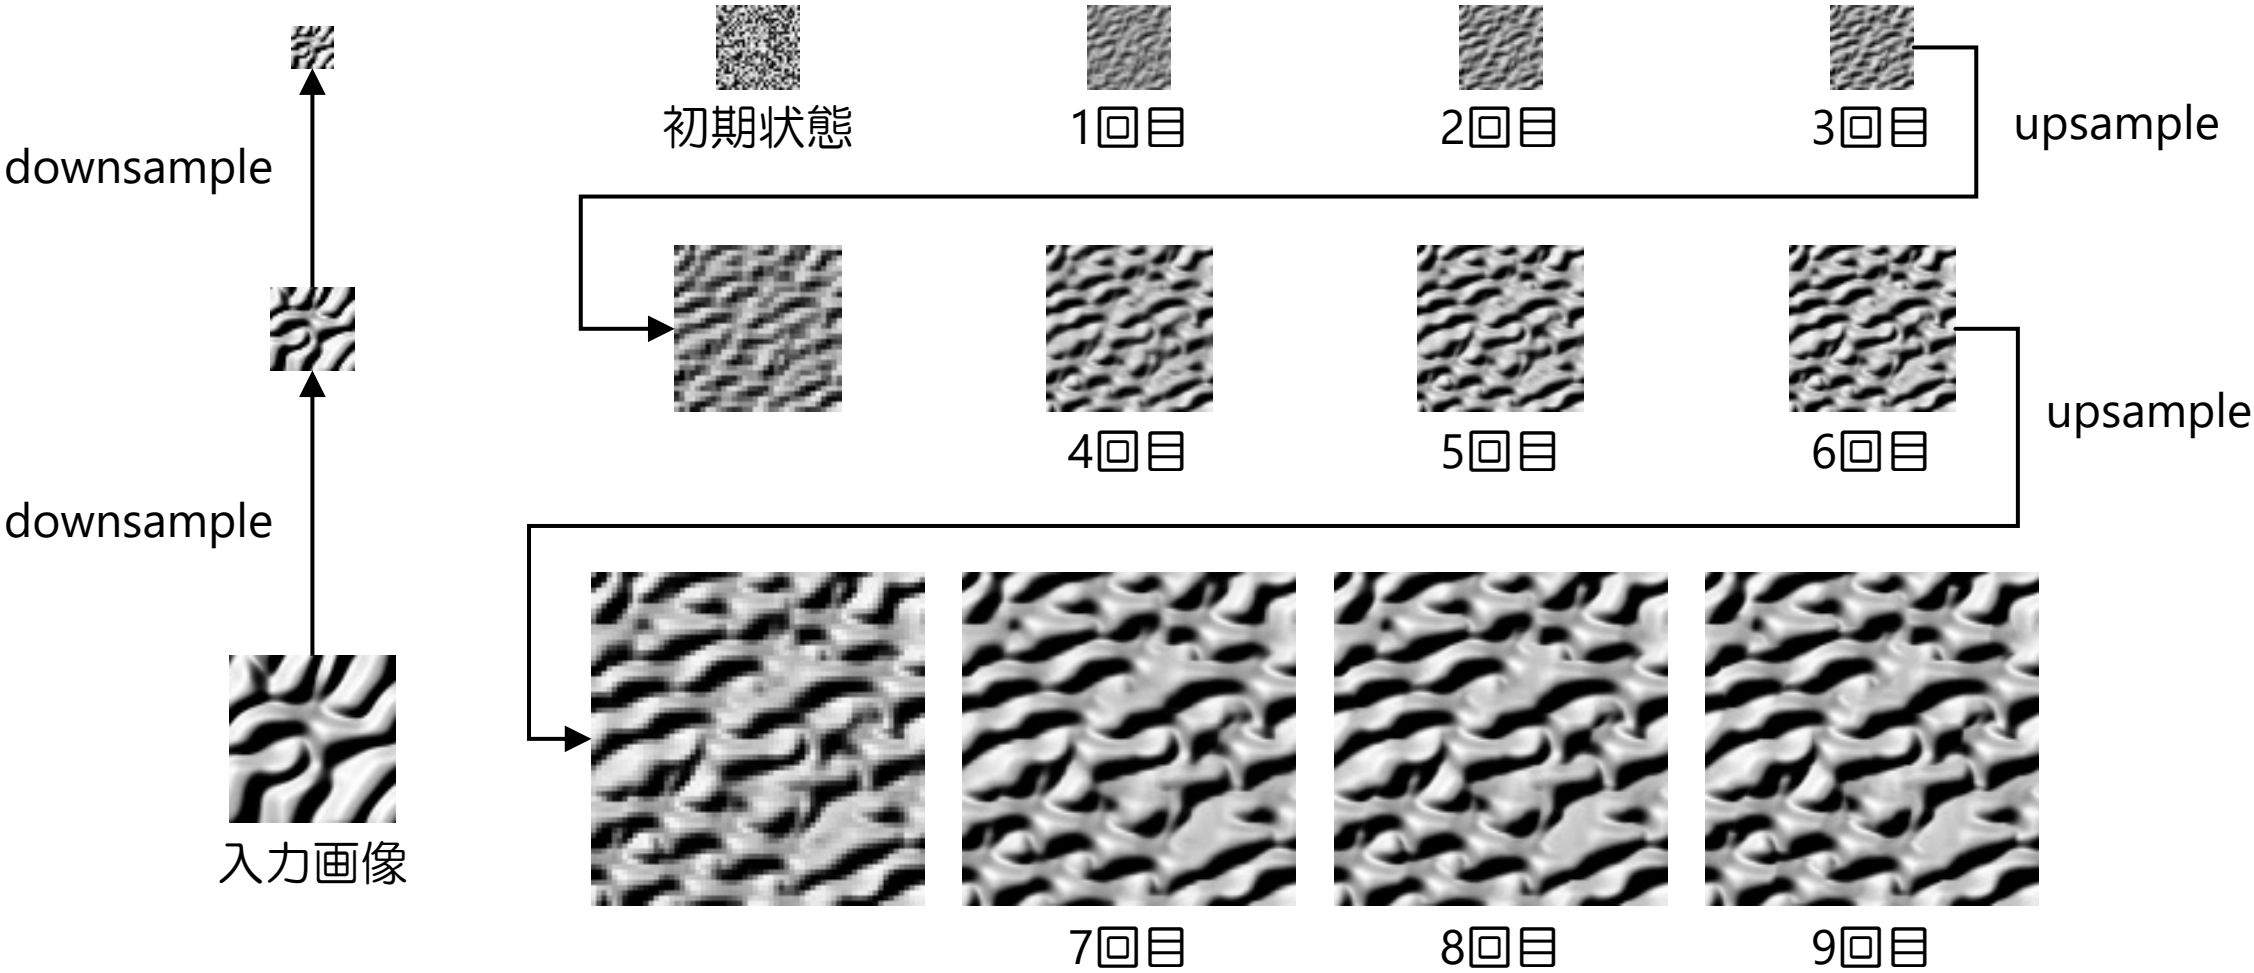 初期状態
1回目
2回目
3回目
upsample
downsample
4回目
5回目
6回目
upsample
downsample
入力画像
7回目
8回目
9回目